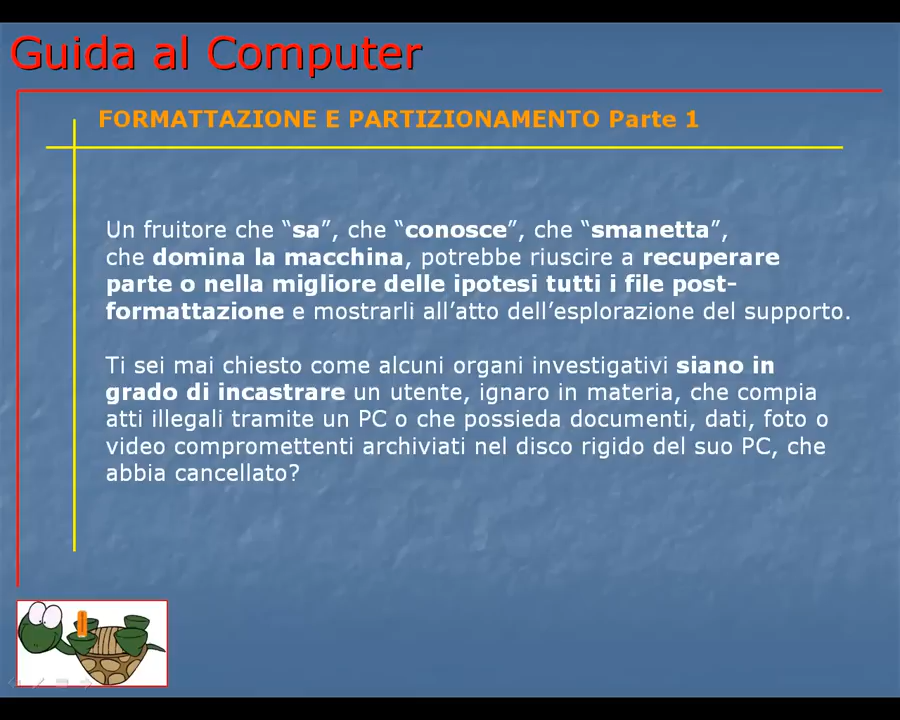 Guida al Computer
FORMATTAZIONE E PARTIZIONAMENTO Parte 1
Un fruitore che “sa”, che “conosce”, che “smanetta”,
che domina la macchina, potrebbe riuscire a recuperare
parte o nella migliore delle ipotesi tutti i file post-
formattazione e mostrarli all’atto dell’esplorazione del supporto.
Ti sei mai chiesto come alcuni organi investigativi siano in
grado di incastrare un utente, ignaro in materia, che compia
atti illegali tramite un PC o che possieda documenti, dati, foto o
video compromettenti archiviati nel disco rigido del suo PC, che
abbia cancellato?